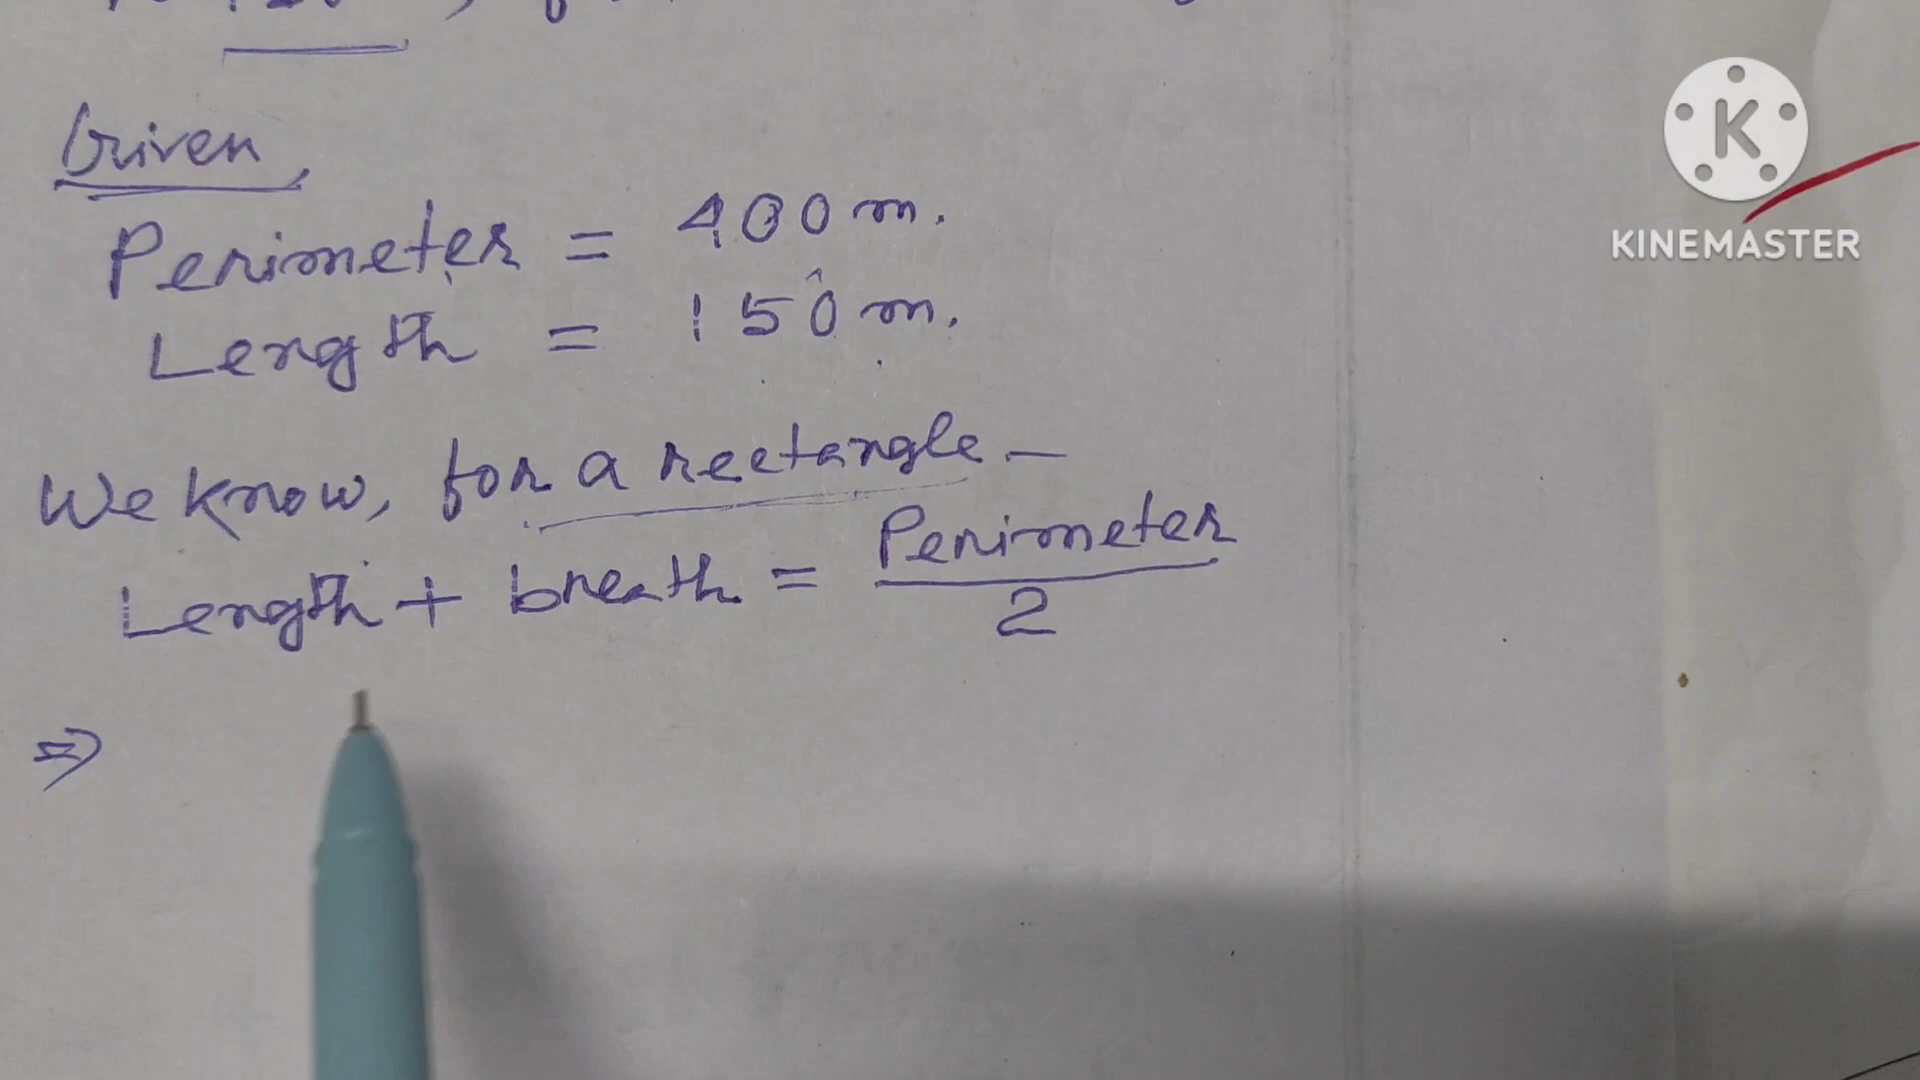 Given,
Perimeter = 400 m.
Length = 150 m.
We know, for a rectangle –
Length + breath = Perimeter / 2
⇒
KINEMASTER